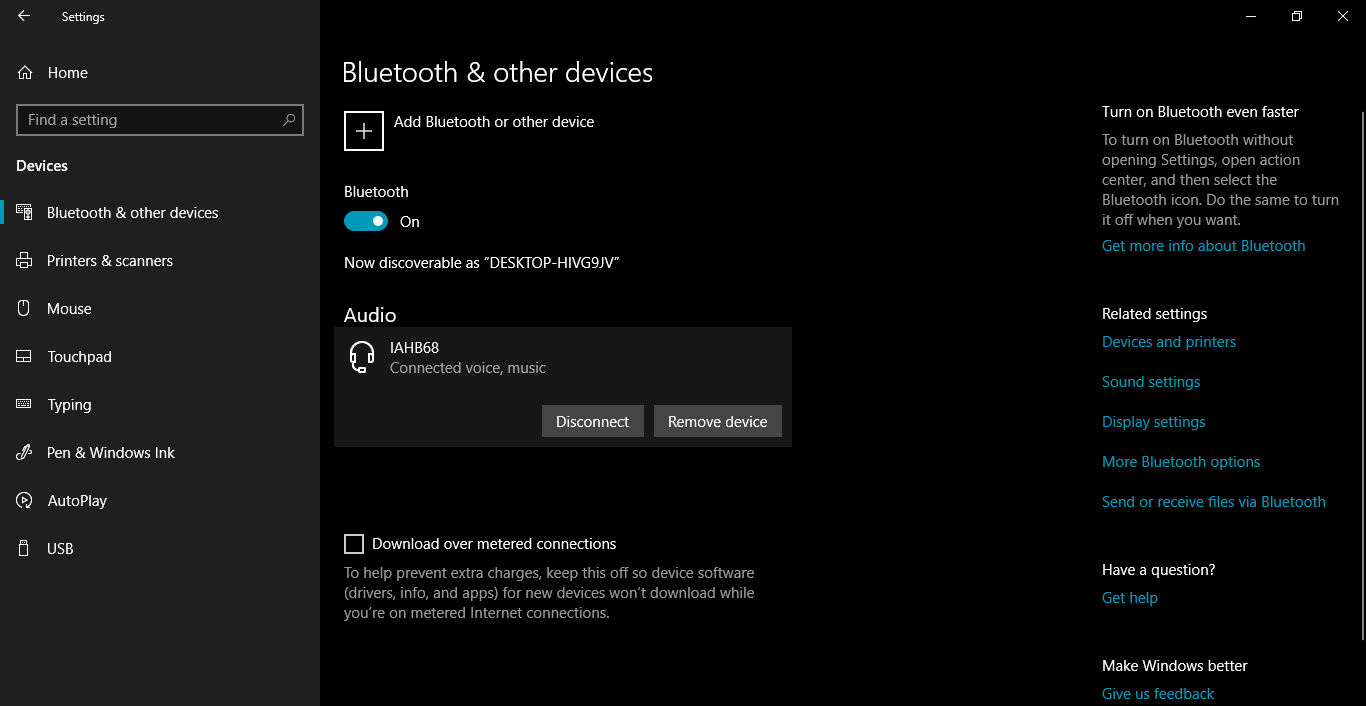 Settings
Home
Find a setting
Devices
Bluetooth & other devices
Printers & scanners
Mouse
Touchpad
Typing
Pen & Windows Ink
AutoPlay
USB
Bluetooth & other devices
Add Bluetooth or other device
Bluetooth
On
Now discoverable as “DESKTOP-HIVG9JV”
Audio
IAHB68
Connected voice, music
Disconnect
Remove device
Download over metered connections
To help prevent extra charges, keep this off so device software
(drivers, info, and apps) for new devices won’t download while
you’re on metered Internet connections.
Turn on Bluetooth even faster
To turn on Bluetooth without
opening Settings, open action
center, and then select the
Bluetooth icon. Do the same to turn
it off when you want.
Get more info about Bluetooth
Related settings
Devices and printers
Sound settings
Display settings
More Bluetooth options
Send or receive files via Bluetooth
Have a question?
Get help
Make Windows better
Give us feedback